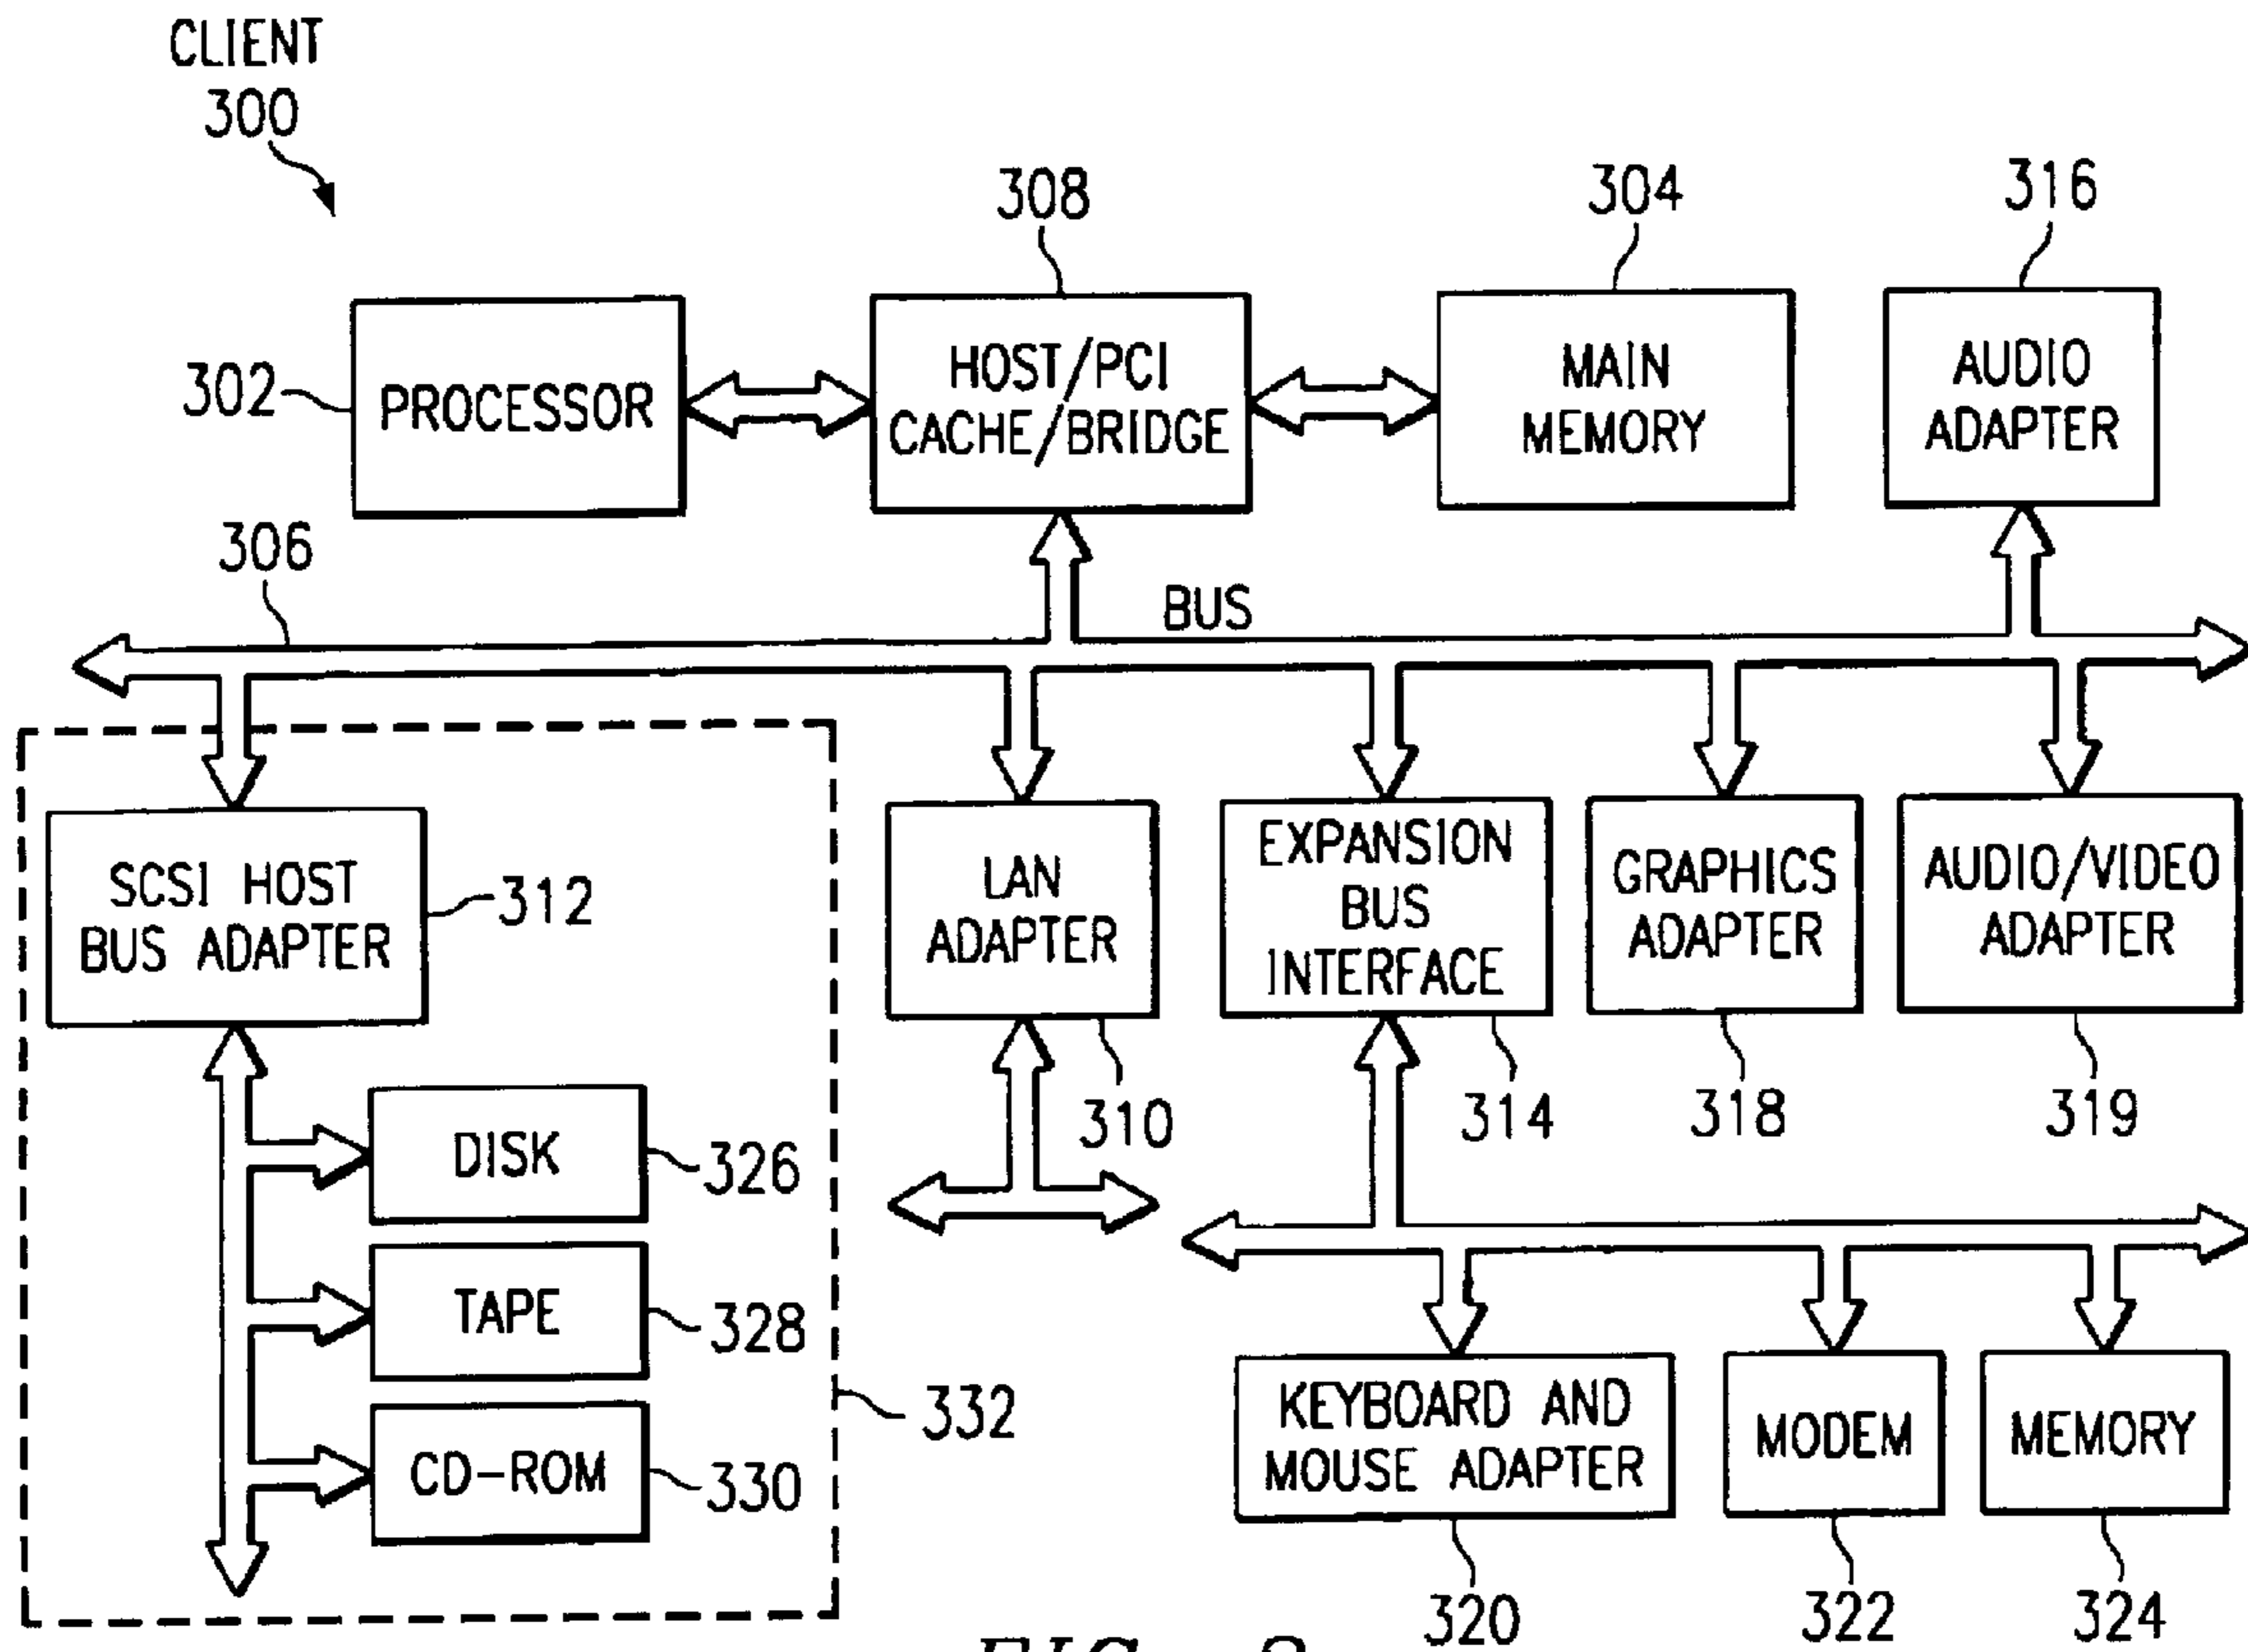 CLIENT
300
308
304
316
302
PROCESSOR
HOST/PCI
CACHE/BRIDGE
MAIN
MEMORY
AUDIO
ADAPTER
306
BUS
SCSI HOST
BUS ADAPTER
312
LAN
ADAPTER
EXPANSION
BUS
INTERFACE
GRAPHICS
ADAPTER
AUDIO/VIDEO
ADAPTER
310
314
318
319
DISK
326
TAPE
328
CD-ROM
330
332
KEYBOARD AND
MOUSE ADAPTER
MODEM
MEMORY
320
322
324